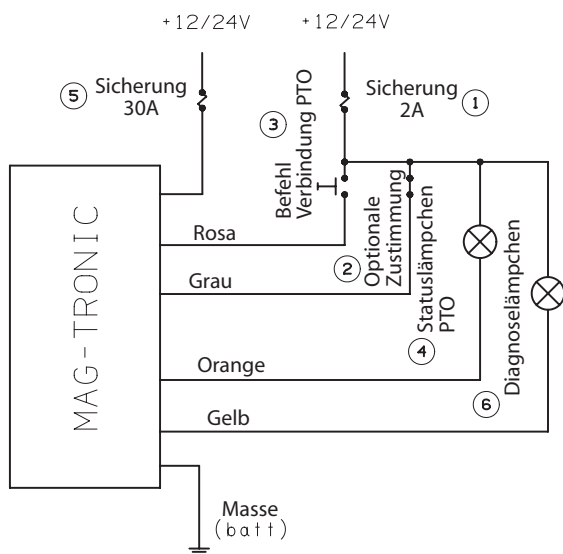 +12/24V
+12/24V
5
Sicherung
30A
Sicherung
2A
1
3
Befehl
Verbindung PTO
MAG-TRONIC
Rosa
2
Optionale
Zustimmung
Grau
Statuslämpchen
PTO
4
Diagnoselämpchen
6
Orange
Gelb
Masse
(batt)